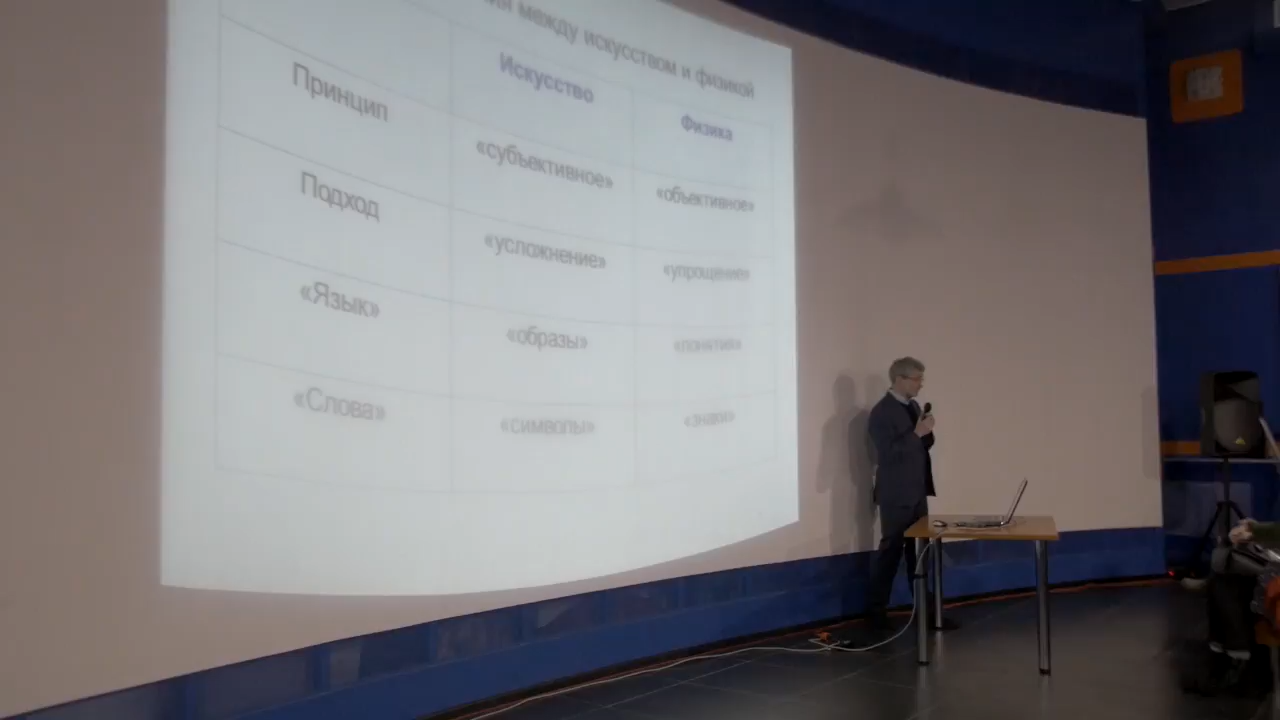 между искусством и физикой
Искусство Физика
Принцип «субъективное» «объективное»
Подход «усложнение» «упрощение»
«Язык» «образы» «понятия»
«Слова» «символы» «знаки»